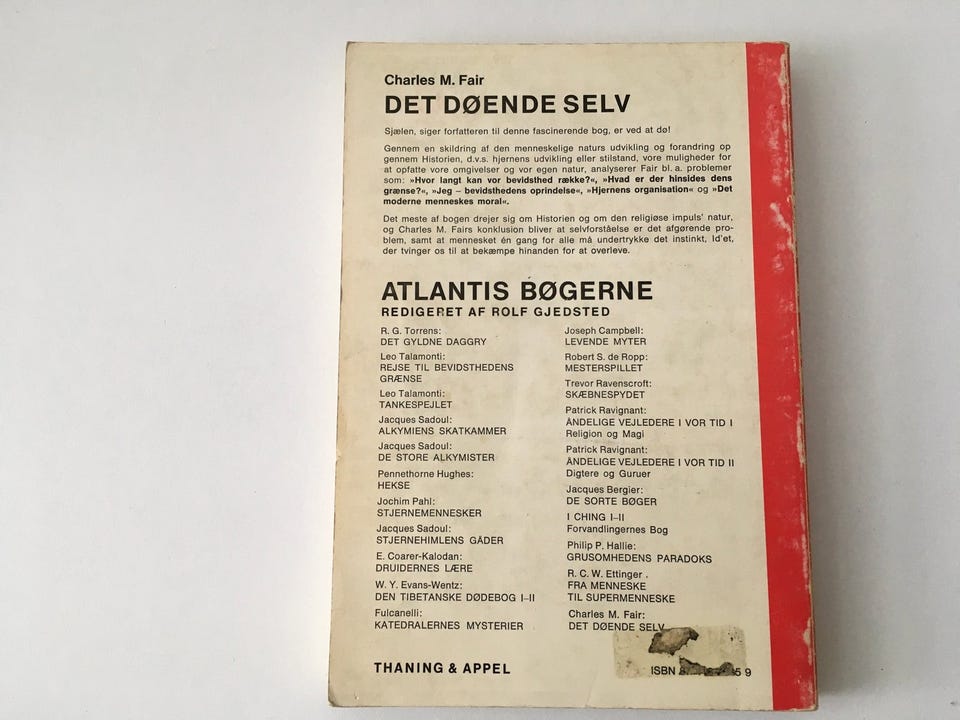 Charles M. Fair
DET DØENDE SELV
Sjælen, siger forfatteren til denne fascinerende bog, er ved at dø!
Gennem en skildring af den menneskelige naturs udvikling og forandring op
gennem Historien, d.v.s. hjernens udvikling eller stilstand, vore muligheder for
at opfatte vore omgivelser og vor egen natur, analyserer Fair bl. a. problemer
som: »Hvor langt kan vor bevidsthed række?«, »Hvad er der hinsides dens
grænse?«, »Jeg – bevidsthedens oprindelse«, »Hjernens organisation« og »Det
moderne menneskes moral«.
Det meste af bogen drejer sig om Historien og om den religiøse impuls' natur,
og Charles M. Fairs konklusion bliver at selvforståelse er det afgørende pro-
blem, samt at mennesket én gang for alle må undertrykke det instinkt, Id'et,
der tvinger os til at bekæmpe hinanden for at overleve.
ATLANTIS BØGERNE
REDIGERET AF ROLF GJEDSTED
R. G. Torrens:
DET GYLDNE DAGGRY
Leo Talamonti:
REJSE TIL BEVIDSTHEDENS
GRÆNSE
Leo Talamonti:
TANKESPEJLET
Jacques Sadoul:
ALKYMIENS SKATKAMMER
Jacques Sadoul:
DE STORE ALKYMISTER
Pennethorne Hughes:
HEKSE
Jochim Pahl:
STJERNEMENNESKER
Jacques Sadoul:
STJERNEHIMLENS GÅDER
E. Coarer-Kalodan:
DRUIDERNES LÆRE
W. Y. Evans-Wentz:
DEN TIBETANSKE DØDEBOG I–II
Fulcanelli:
KATEDRALERNES MYSTERIER
Joseph Campbell:
LEVENDE MYTER
Robert S. de Ropp:
MESTERSPILLET
Trevor Ravenscroft:
SKÆBNESPYDET
Patrick Ravignant:
ÅNDELIGE VEJLEDERE I VOR TID I
Religion og Magi
Patrick Ravignant:
ÅNDELIGE VEJLEDERE I VOR TID II
Digtere og Guruer
Jacques Bergier:
DE SORTE BØGER
I CHING I–II
Forvandlingernes Bog
Philip P. Hallie:
GRUSOMHEDENS PARADOKS
R. C. W. Ettinger .
FRA MENNESKE
TIL SUPERMENNESKE
Charles M. Fair:
DET DØENDE SELV
THANING & APPEL
ISBN